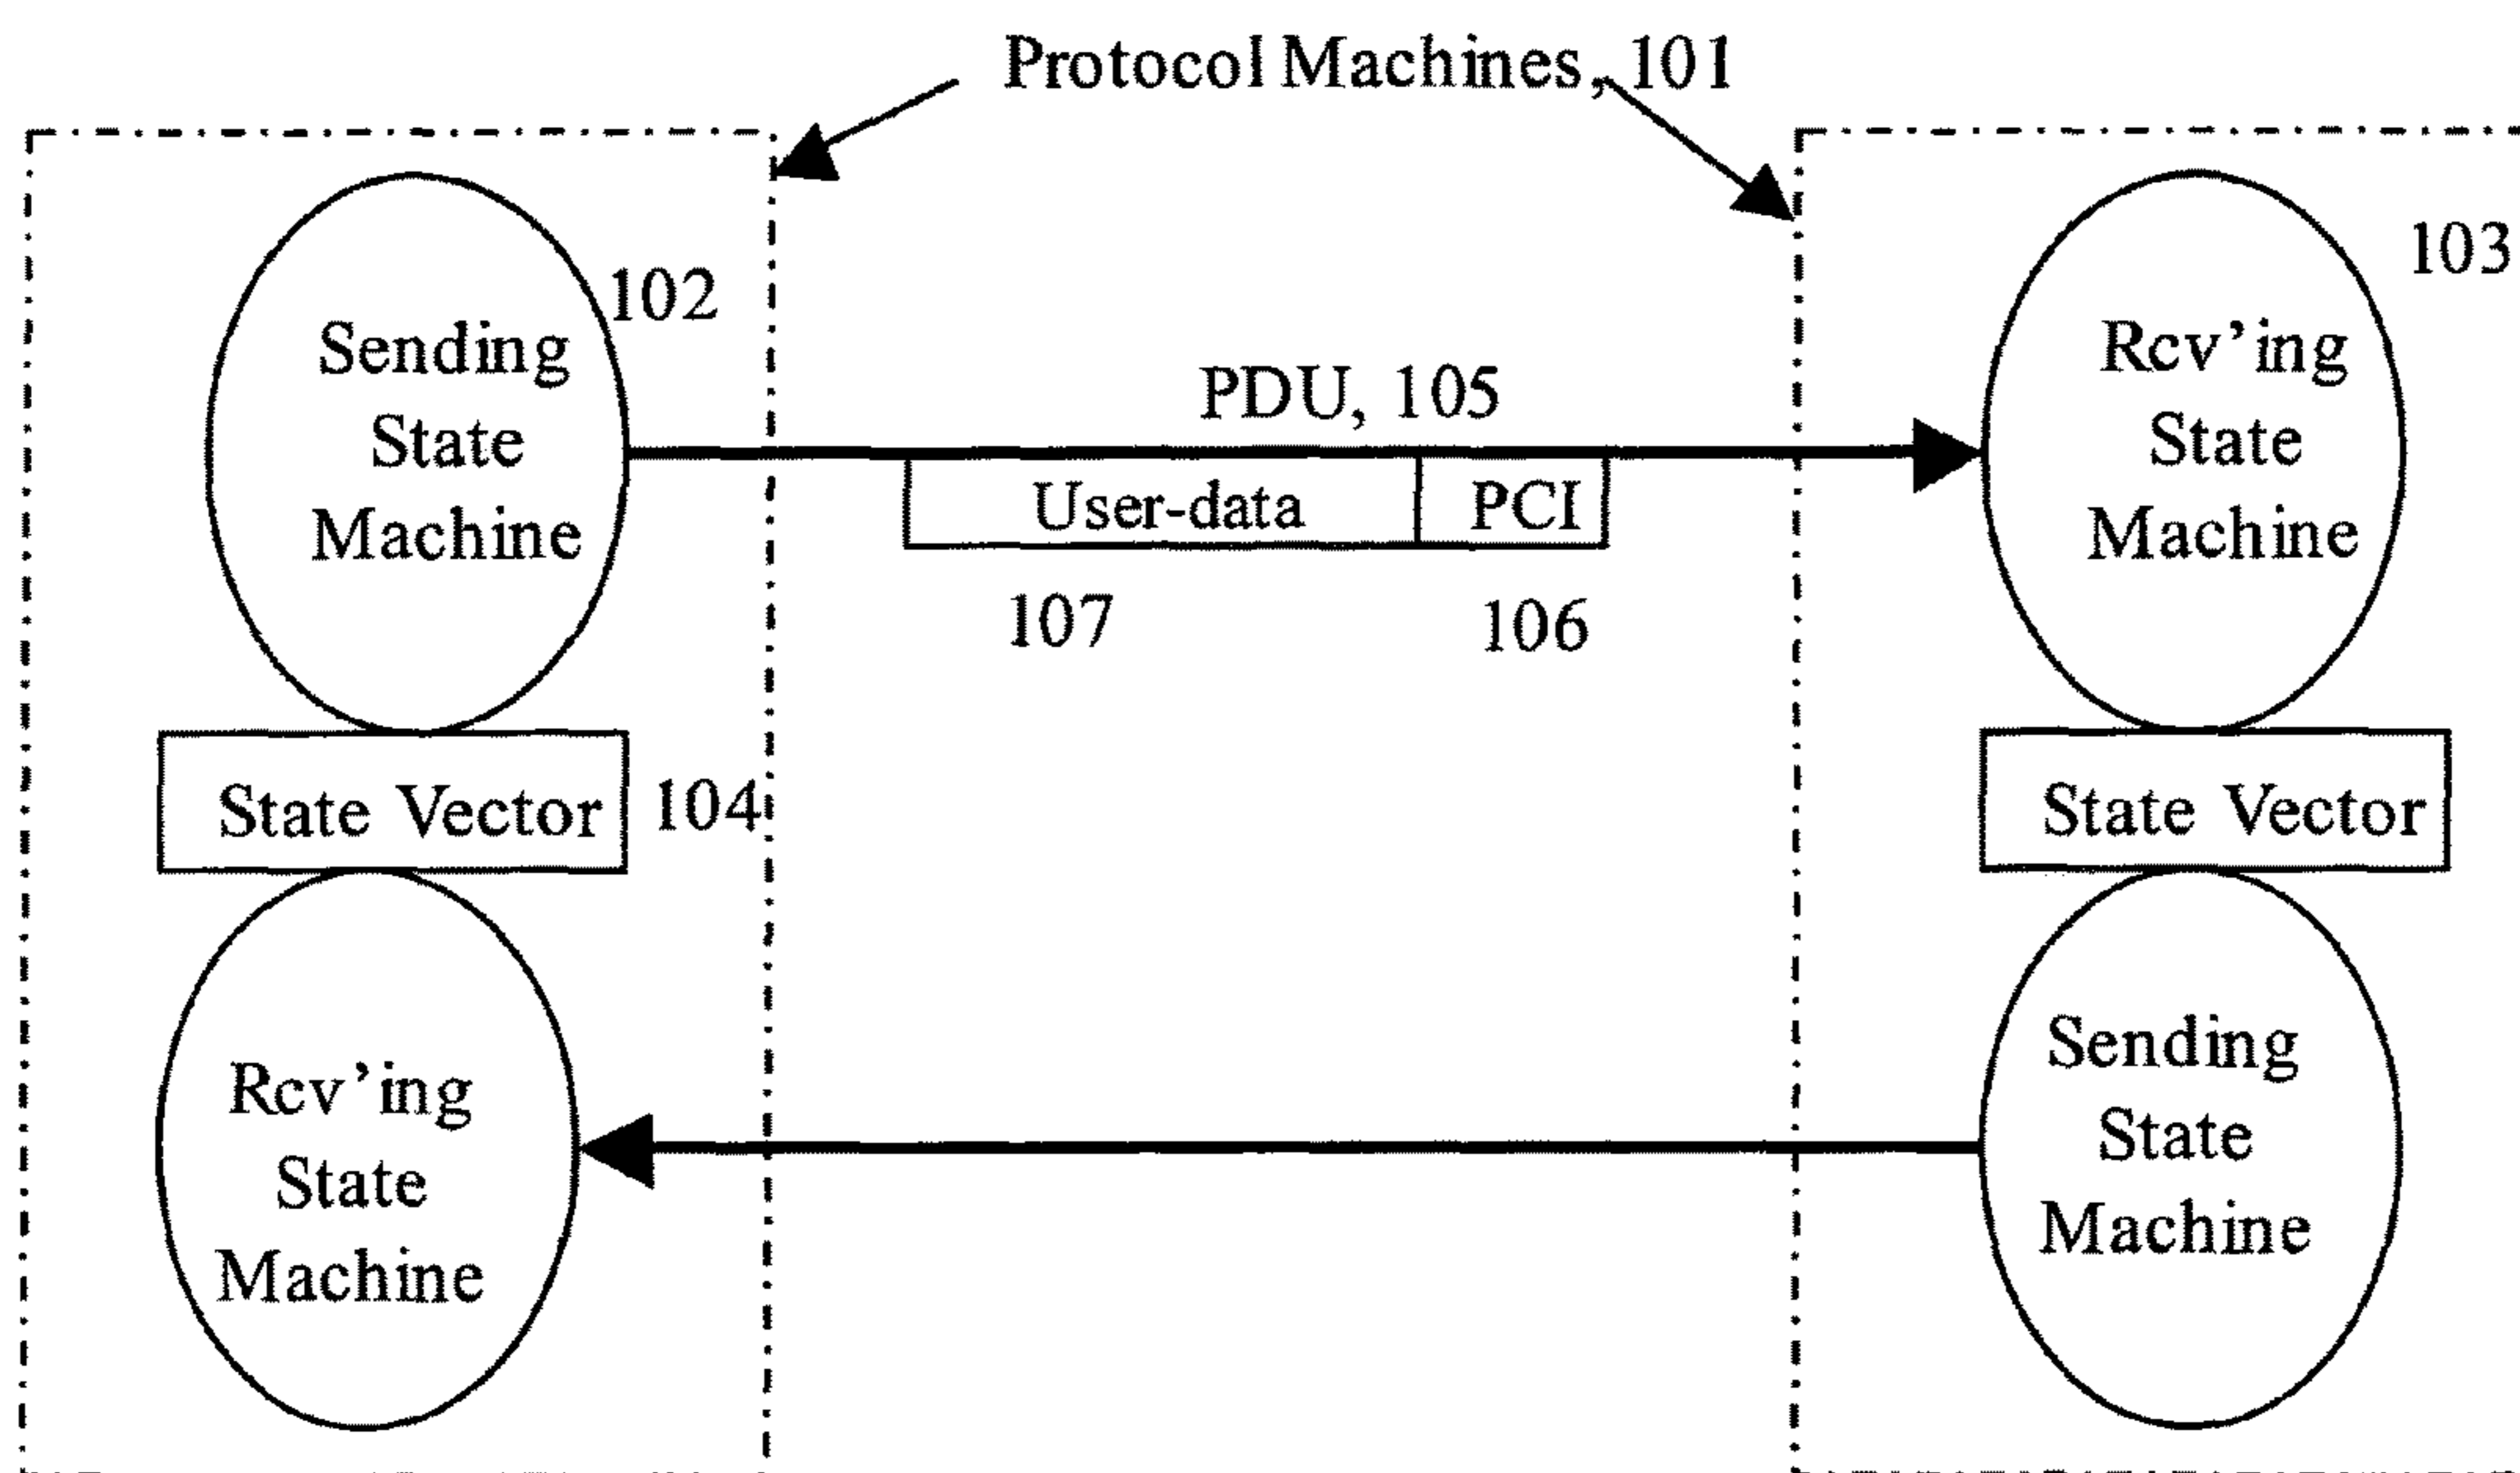 Protocol Machines, 101
102
103
Sending
State
Machine
PDU, 105
User-data
PCI
107
106
Rcv'ing
State
Machine
State Vector
104
State Vector
Rcv'ing
State
Machine
Sending
State
Machine